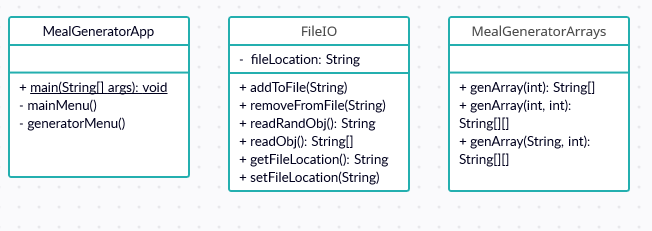 MealGeneratorApp
+ main(String[] args): void
- mainMenu()
- generatorMenu()
FileIO
- fileLocation: String
+ addToFile(String)
+ removeFromFile(String)
+ readRandObj(): String
+ readObj(): String[]
+ getFileLocation(): String
+ setFileLocation(String)
MealGeneratorArrays
+ genArray(int): String[]
+ genArray(int, int):
String[][]
+ genArray(String, int):
String[][]